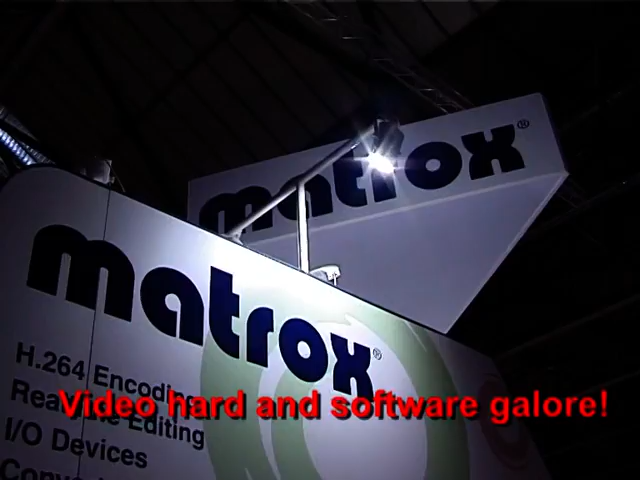 matrox®
matrox®
H.264 Encoding
Editing
I/O Devices
Video hard and software galore!